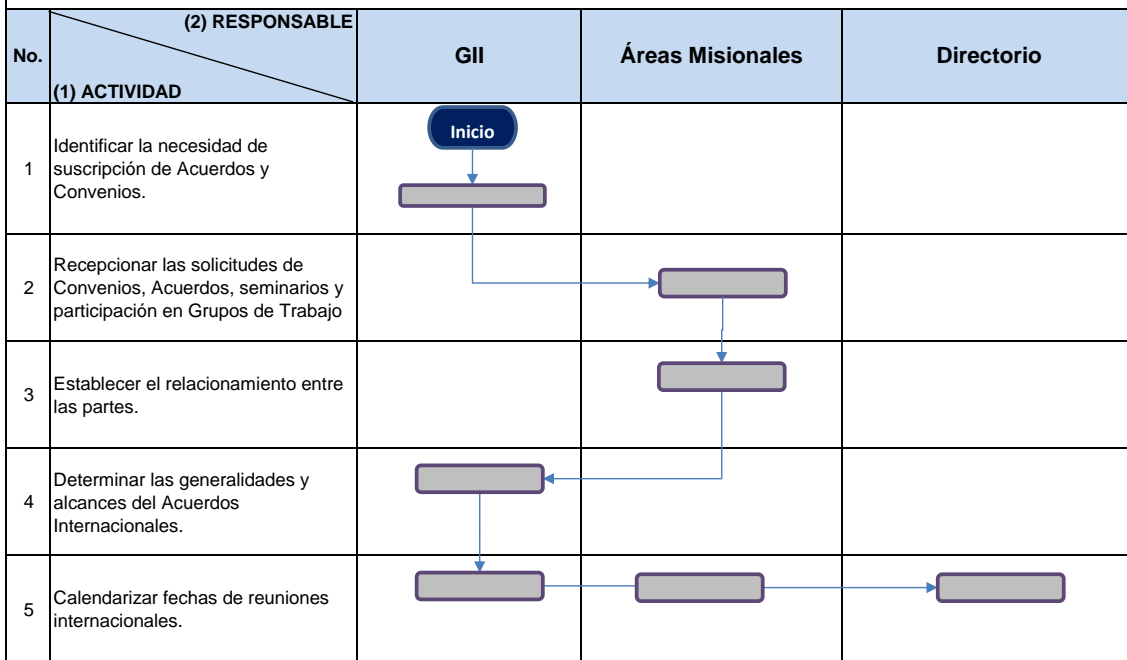 (2) RESPONSABLE
No.
(1) ACTIVIDAD
GII
Áreas Misionales
Directorio
Inicio
1
Identificar la necesidad de
suscripción de Acuerdos y
Convenios.
2
Recepcionar las solicitudes de
Convenios, Acuerdos, seminarios y
participación en Grupos de Trabajo
3
Establecer el relacionamiento entre
las partes.
4
Determinar las generalidades y
alcances del Acuerdos
Internacionales.
5
Calendarizar fechas de reuniones
internacionales.